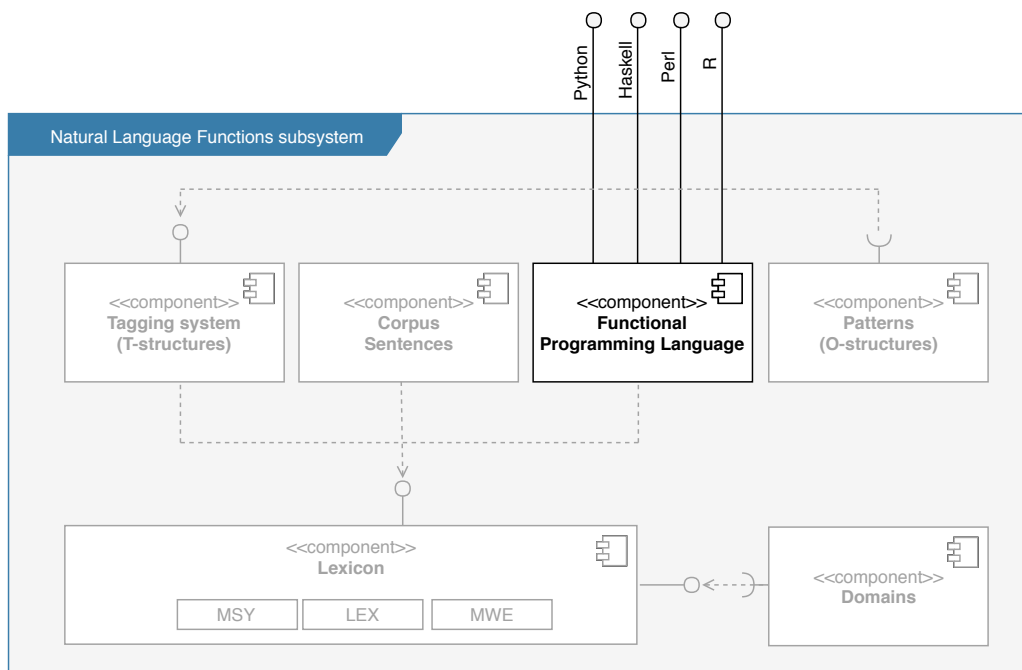 Python
Haskell
Perl
R
Natural Language Functions subsystem
<<component>>
Tagging system
(T-structures)
<<component>>
Corpus
Sentences
<<component>>
Functional
Programming Language
<<component>>
Patterns
(O-structures)
<<component>>
Lexicon
MSY
LEX
MWE
<<component>>
Domains